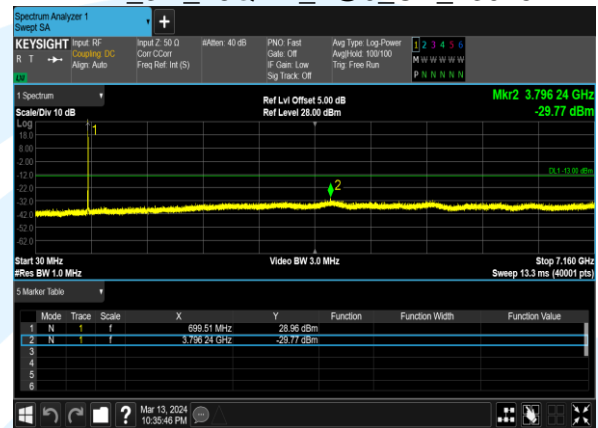 Spectrum Analyzer 1
Swept SA
KEYSIGHT Input: RF Input Z: 50 Ω #Atten: 40 dB PNO: Fast Avg Type: Log-Power 1 2 3 4 5 6
R T Coupling: DC Corr CCorr Gate: Off Avg|Hold: 100/100 M W W W W W
Align: Auto Freq Ref: Int (S) IF Gain: Low Trig: Free Run
Sig Track: Off P N N N N N
1 Spectrum Ref Lvl Offset 5.00 dB Mkr2 3.796 24 GHz
Scale/Div 10 dB Ref Level 28.00 dBm -29.77 dBm
Log
18.0
8.00
-2.00
DL1 -13.00 dBm
-12.0
-22.0
-32.0
-42.0
-52.0
-62.0
1
2
Start 30 MHz Video BW 3.0 MHz Stop 7.160 GHz
#Res BW 1.0 MHz Sweep 13.3 ms (40001 pts)
5 Marker Table
Mode Trace Scale X Y Function Function Width Function Value
1 N 1 f 699.51 MHz 28.96 dBm
2 N 1 f 3.796 24 GHz -29.77 dBm
3
4
5
6
? Mar 13, 2024
10:35:46 PM